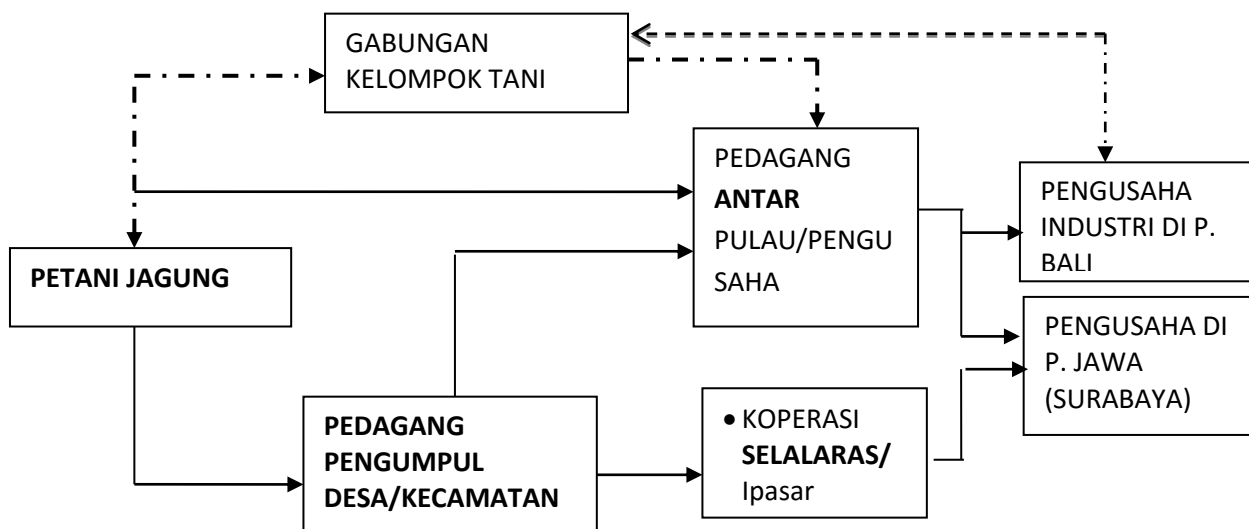 GABUNGAN
KELOMPOK TANI
PEDAGANG
ANTAR
PULAU/PENGU
SAHA
PENGUSAHA
INDUSTRI DI P.
BALI
PETANI JAGUNG
PENGUSAHA DI
P. JAWA
(SURABAYA)
PEDAGANG
PENGUMPUL
DESA/KECAMATAN
• KOPERASI
SELALARAS/
Ipasar